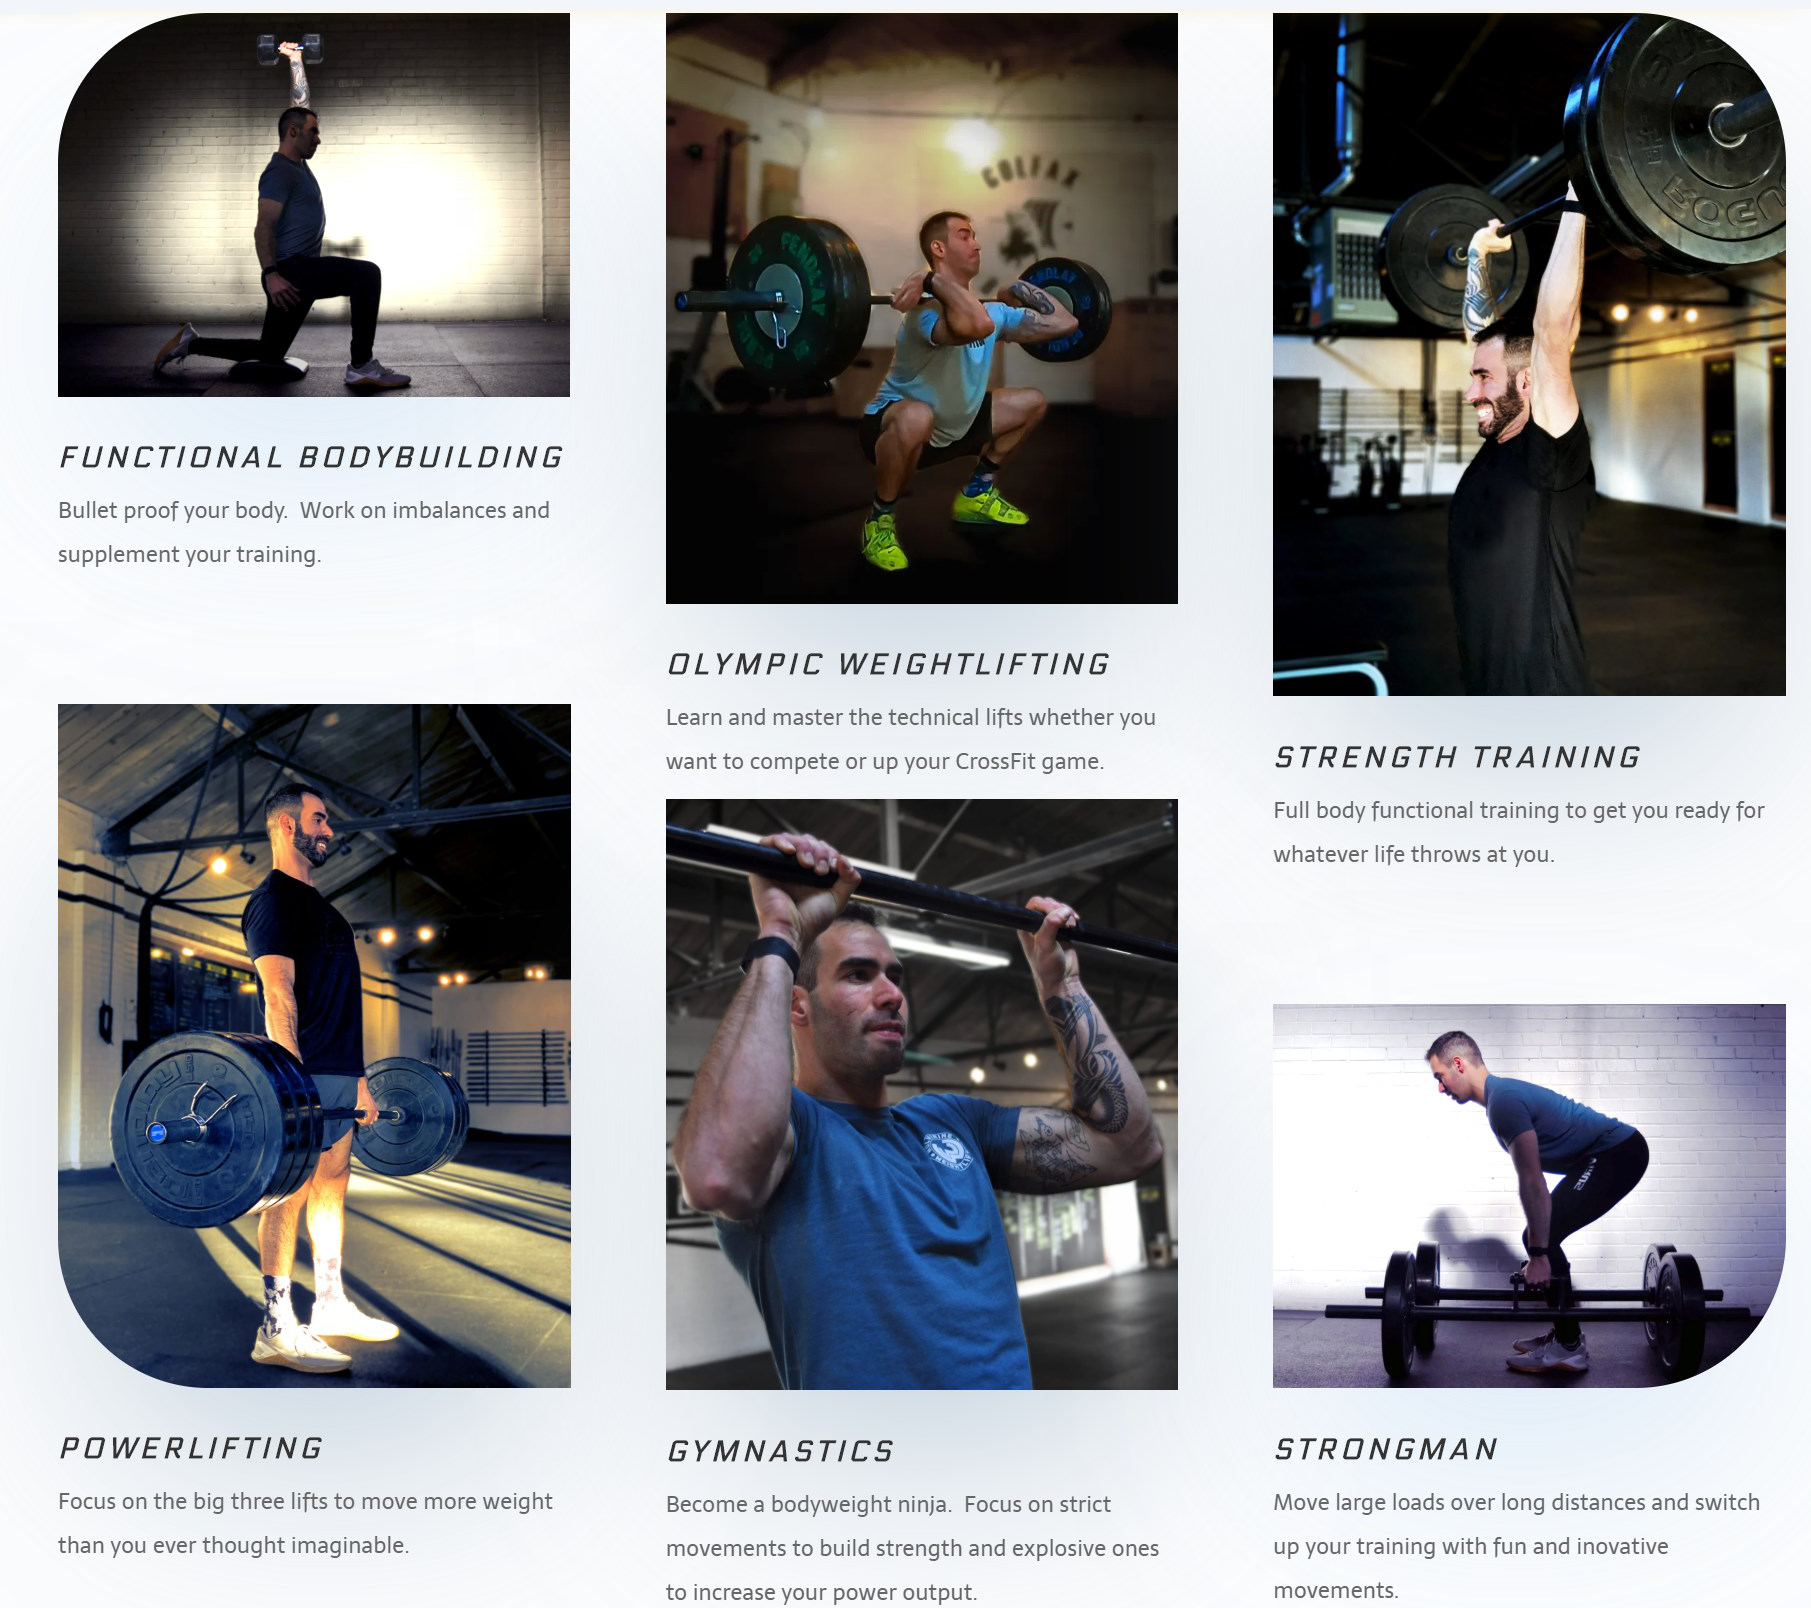 FUNCTIONAL BODYBUILDING
Bullet proof your body.  Work on imbalances and
supplement your training.
COLFAX
PENDLAY
OLYMPIC WEIGHTLIFTING
Learn and master the technical lifts whether you
want to compete or up your CrossFit game.
ROGUE
STRENGTH TRAINING
Full body functional training to get you ready for
whatever life throws at you.
POWERLIFTING
Focus on the big three lifts to move more weight
than you ever thought imaginable.
GYMNASTICS
Become a bodyweight ninja.  Focus on strict
movements to build strength and explosive ones
to increase your power output.
STRONGMAN
Move large loads over long distances and switch
up your training with fun and inovative
movements.